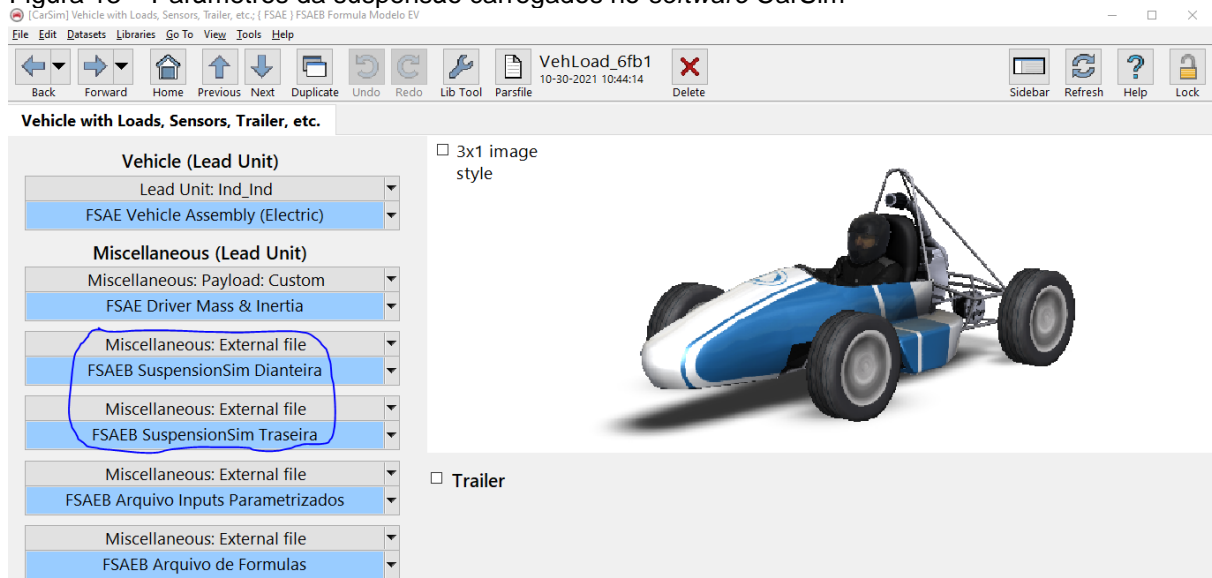 Figura 13 – Parâmetros da suspensão carregados no software CarSim
[CarSim] Vehicle with Loads, Sensors, Trailer, etc.; { FSAE } FSAEB Formula Modelo EV
File Edit Datasets Libraries Go To View Tools Help
Back Forward Home Previous Next Duplicate Undo Redo Lib Tool Parsfile VehLoad_6fb1 10-30-2021 10:44:14 Delete Sidebar Refresh Help Lock
Vehicle with Loads, Sensors, Trailer, etc.
Vehicle (Lead Unit)
Lead Unit: Ind_Ind
FSAE Vehicle Assembly (Electric)
Miscellaneous (Lead Unit)
Miscellaneous: Payload: Custom
FSAE Driver Mass & Inertia
Miscellaneous: External file
FSAEB SuspensionSim Dianteira
Miscellaneous: External file
FSAEB SuspensionSim Traseira
Miscellaneous: External file
FSAEB Arquivo Inputs Parametrizados
Miscellaneous: External file
FSAEB Arquivo de Formulas
3x1 image
style
Trailer